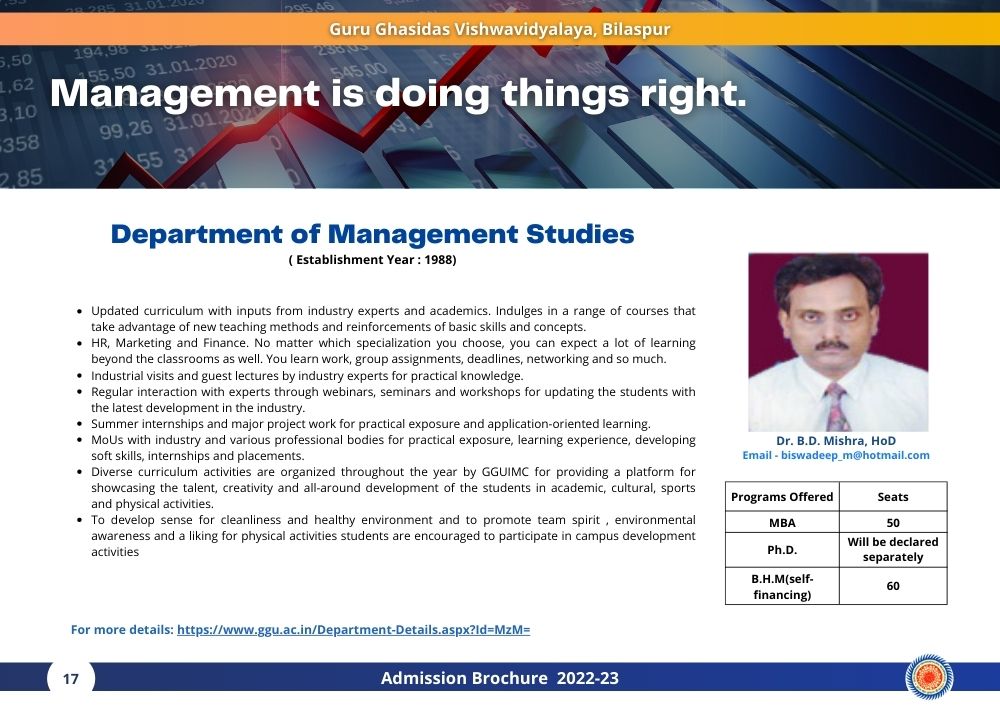 Guru Ghasidas Vishwavidyalaya, Bilaspur
Management is doing things right.
Department of Management Studies
( Establishment Year : 1988)
• Updated curriculum with inputs from industry experts and academics. Indulges in a range of courses that
take advantage of new teaching methods and reinforcements of basic skills and concepts.
• HR, Marketing and Finance. No matter which specialization you choose, you can expect a lot of learning
beyond the classrooms as well. You learn work, group assignments, deadlines, networking and so much.
• Industrial visits and guest lectures by industry experts for practical knowledge.
• Regular interaction with experts through webinars, seminars and workshops for updating the students with
the latest development in the industry.
• Summer internships and major project work for practical exposure and application-oriented learning.
• MoUs with industry and various professional bodies for practical exposure, learning experience, developing
soft skills, internships and placements.
• Diverse curriculum activities are organized throughout the year by GGUIMC for providing a platform for
showcasing the talent, creativity and all-around development of the students in academic, cultural, sports
and physical activities.
• To develop sense for cleanliness and healthy environment and to promote team spirit , environmental
awareness and a liking for physical activities students are encouraged to participate in campus development
activities
For more details: https://www.ggu.ac.in/Department-Details.aspx?Id=MzM=
Dr. B.D. Mishra, HoD
Email - biswadeep_m@hotmail.com
Programs Offered Seats
MBA 50
Ph.D. Will be declared
separately
B.H.M(self-
financing) 60
17
Admission Brochure 2022-23